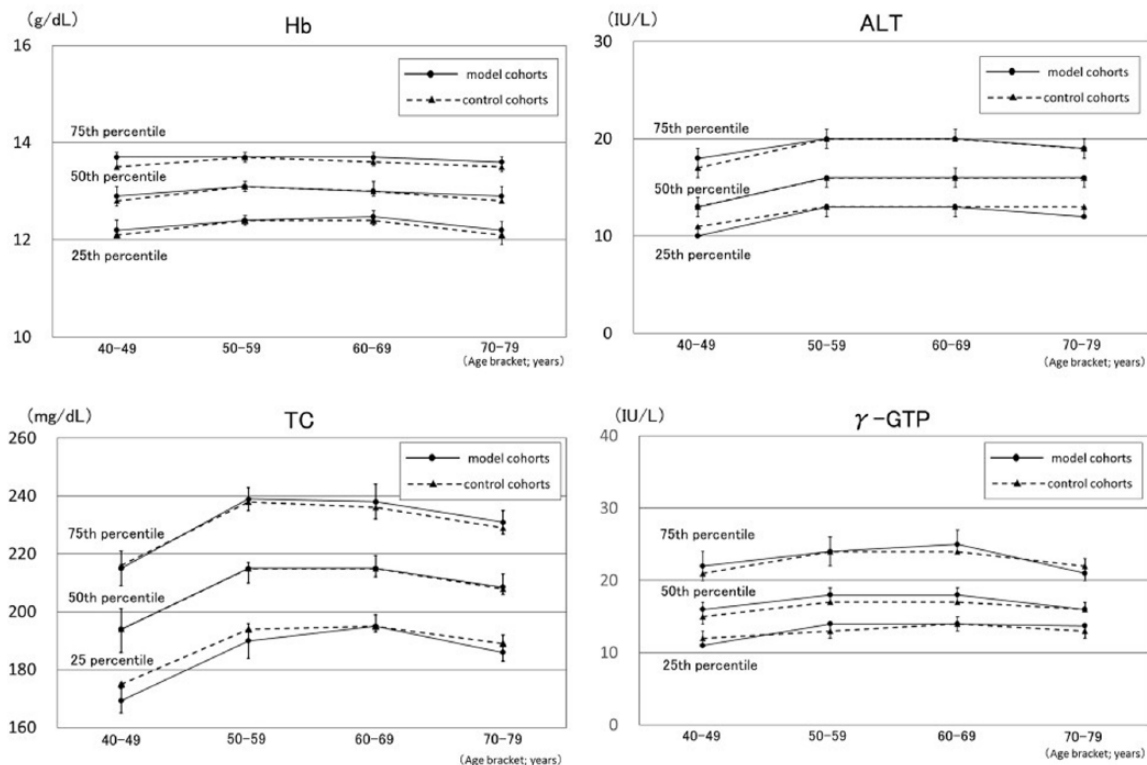 (g/dL)
Hb
16
model cohorts
control cohorts
75th percentile
14
50th percentile
12
25th percentile
10
40-49
50-59
60-69
70-79
(Age bracket; years)
(IU/L)
ALT
30
model cohorts
control cohorts
75th percentile
20
50th percentile
10
25th percentile
0
40-49
50-59
60-69
70-79
(Age bracket; years)
(mg/dL)
TC
260
model cohorts
control cohorts
240
75th percentile
220
50th percentile
200
25 percentile
180
160
40-49
50-59
60-69
70-79
(Age bracket; years)
(IU/L)
γ-GTP
40
model cohorts
control cohorts
30
75th percentile
20
50th percentile
10
25th percentile
0
40-49
50-59
60-69
70-79
(Age bracket; years)